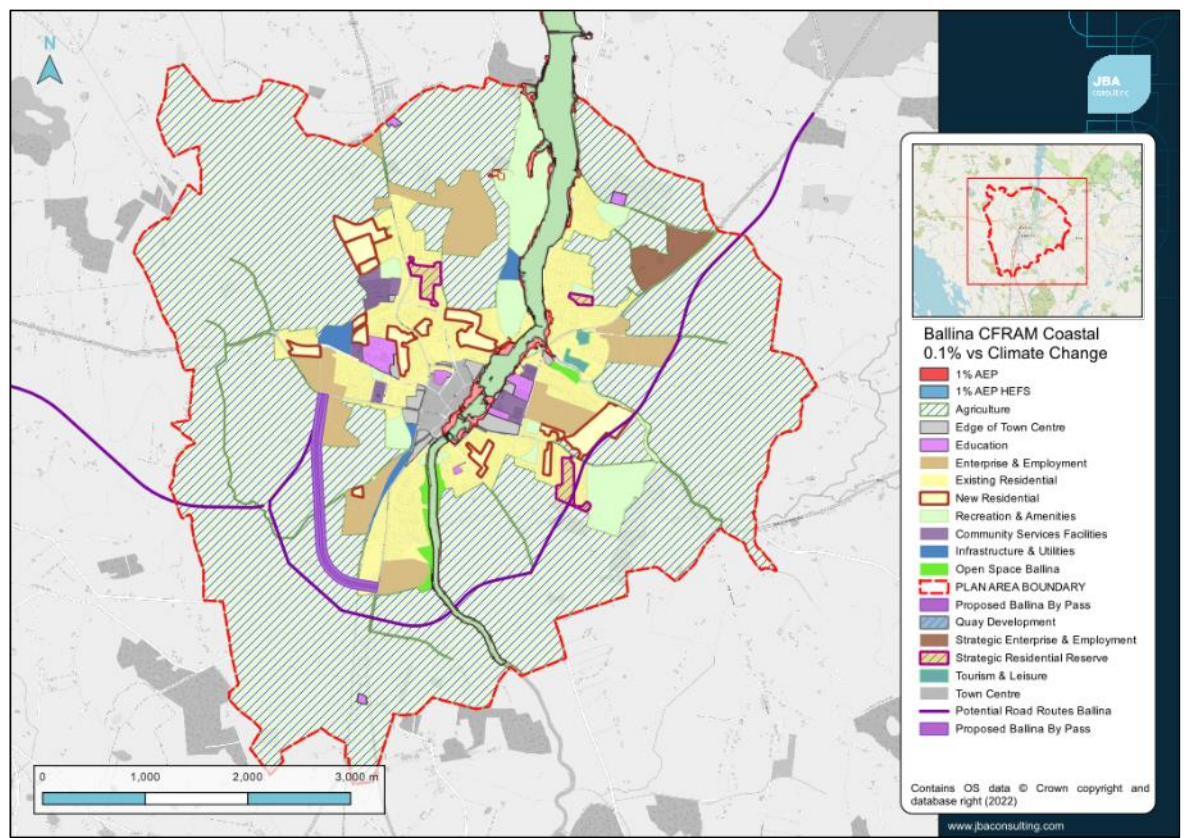 N
JBA
consulting
Ballina CFRAM Coastal
0.1% vs Climate Change
1% AEP
1% AEP HEFS
Agriculture
Edge of Town Centre
Education
Enterprise & Employment
Existing Residential
New Residential
Recreation & Amenities
Community Services Facilities
Infrastructure & Utilities
Open Space Ballina
PLAN AREA BOUNDARY
Proposed Ballina By Pass
Quay Development
Strategic Enterprise & Employment
Strategic Residential Reserve
Tourism & Leisure
Town Centre
Potential Road Routes Ballina
Proposed Ballina By Pass
0 1,000 2,000 3,000 m
Contains OS data © Crown copyright and
database right (2022)
www.jbaconsulting.com